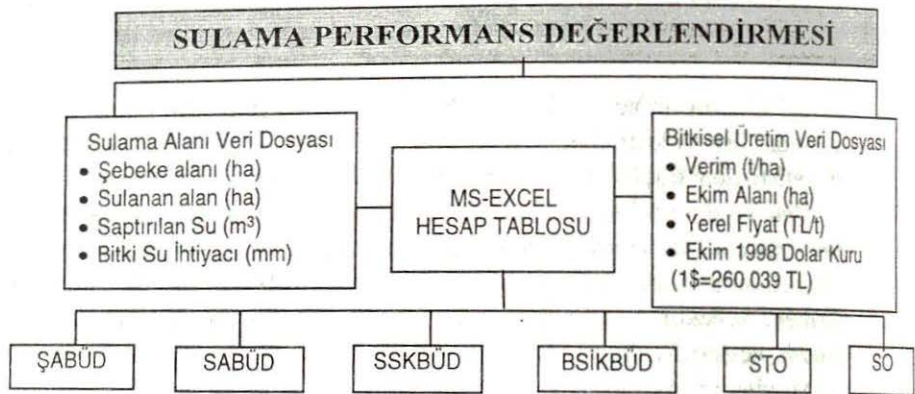 SULAMA PERFORMANS DEĞERLENDİRMESİ
Sulama Alanı Veri Dosyası
• Şebeke alanı (ha)
• Sulanan alan (ha)
• Saptırılan Su (m³)
• Bitki Su İhtiyacı (mm)
MS-EXCEL
HESAP TABLOSU
Bitkisel Üretim Veri Dosyası
• Verim (t/ha)
• Ekim Alanı (ha)
• Yerel Fiyat (TL/t)
• Ekim 1998 Dolar Kuru
(1$=260 039 TL)
ŞABÜD
SABÜD
SSKBÜD
BSİKBÜD
STO
SO